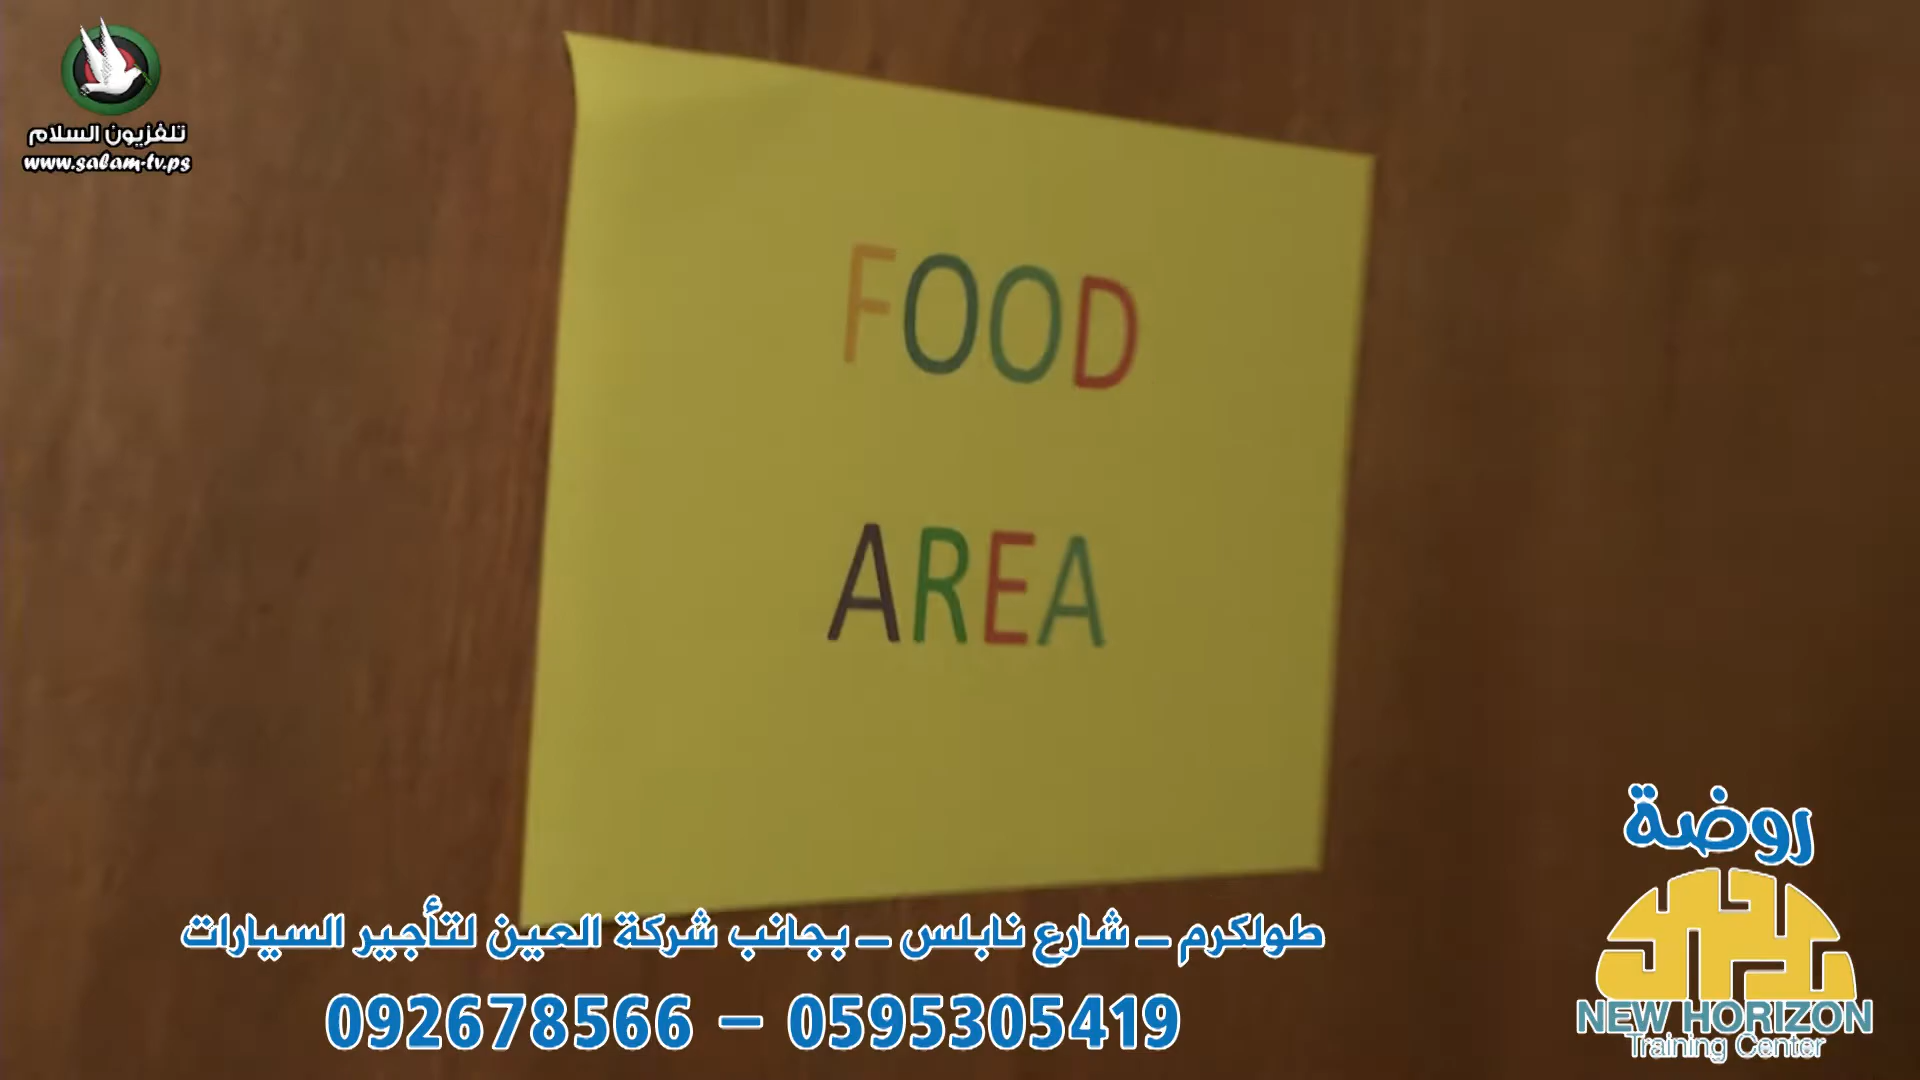 تلفزيون السلام
www.salam-tv.ps
FOOD
AREA
روضة
NEW HORIZON
Training Center
طولكرم – شارع نابلس – بجانب شركة العين لتأجير السيارات
092678566 – 0595305419